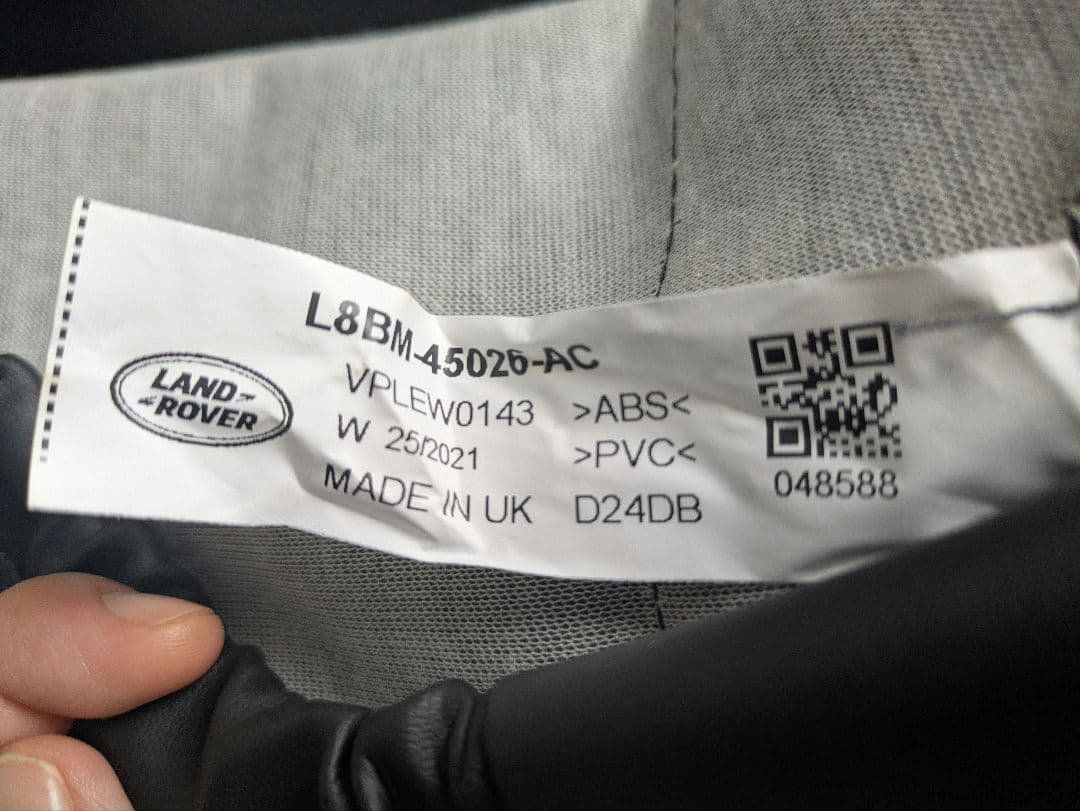 LAND
ROVER
L8BM-45026-AC
VPLEW0143 >ABS<
W 25/2021 >PVC<
MADE IN UK D24DB
048588